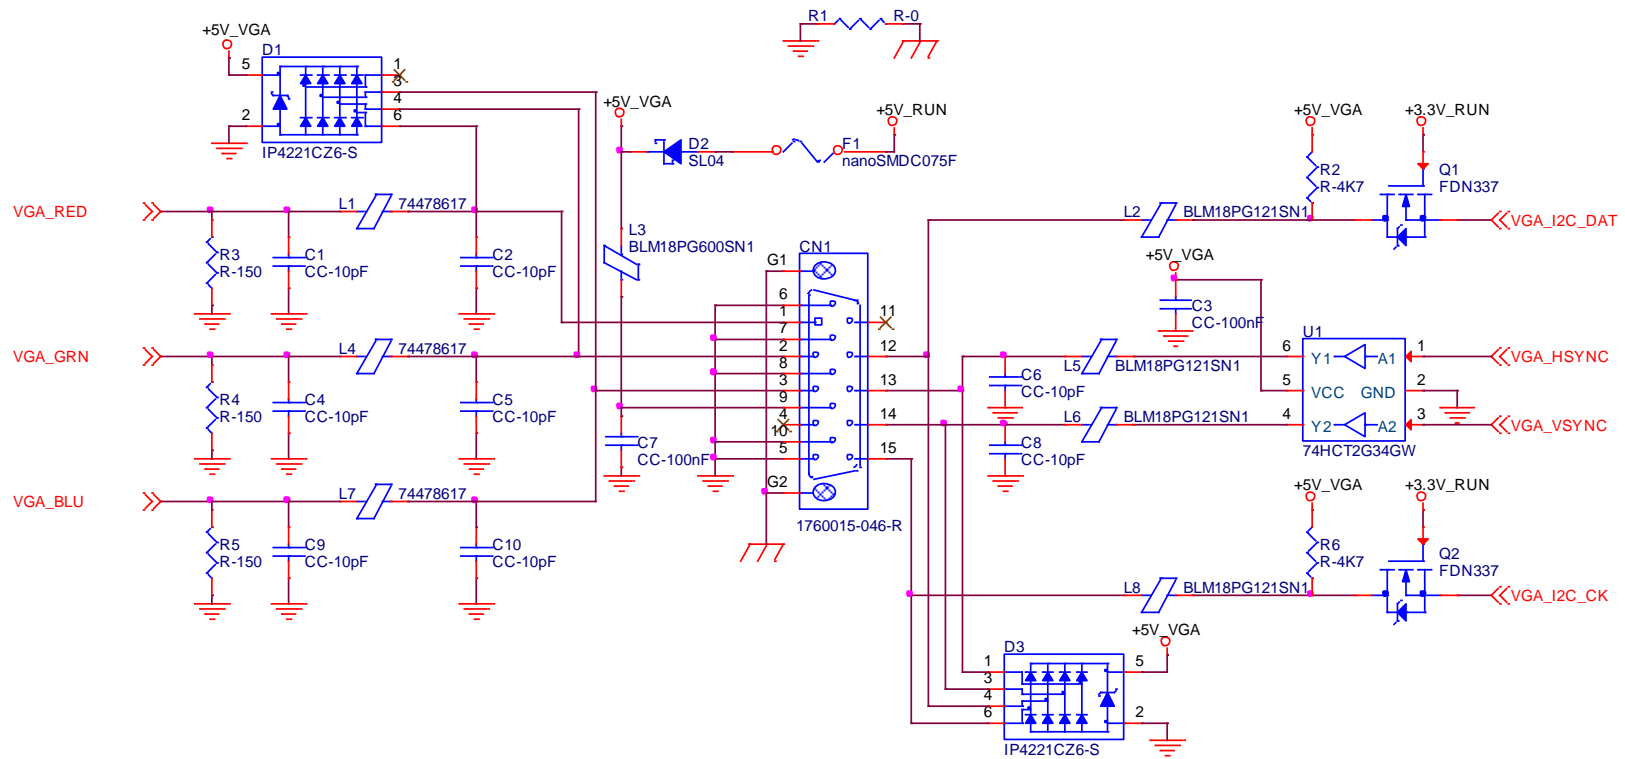 R1 R-0
+5V_VGA
D1
5
2
1
3
4
6
IP4221CZ6-S
+5V_VGA
D2
SL04
F1
nanoSMDC075F
+5V_RUN
+5V_VGA
R2
R-4K7
+3.3V_RUN
Q1
FDN337
VGA_RED
L1 74478617
R3
R-150
C1
CC-10pF
C2
CC-10pF
L3
BLM18PG600SN1
L2 BLM18PG121SN1
VGA_I2C_DAT
CN1
G1
6
1
7
2
8
3
9
4
10
5
G2
11
12
13
14
15
1760015-046-R
+5V_VGA
C3
CC-100nF
U1
6 Y1 A1 1
5 VCC GND 2
4 Y2 A2 3
74HCT2G34GW
VGA_HSYNC
VGA_VSYNC
VGA_GRN
L4 74478617
R4
R-150
C4
CC-10pF
C5
CC-10pF
C7
CC-100nF
C6
CC-10pF
L5 BLM18PG121SN1
L6 BLM18PG121SN1
C8
CC-10pF
VGA_BLU
L7 74478617
R5
R-150
C9
CC-10pF
C10
CC-10pF
+5V_VGA
R6
R-4K7
+3.3V_RUN
Q2
FDN337
L8 BLM18PG121SN1
VGA_I2C_CK
+5V_VGA
D3
1
3
4
6
5
2
IP4221CZ6-S